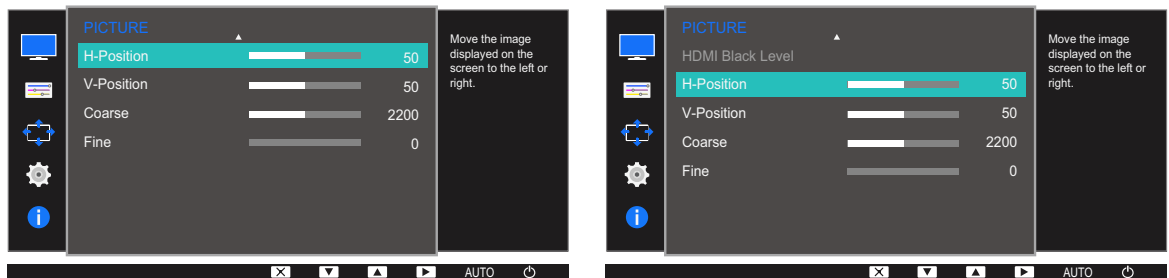 PICTURE
H-Position 50
V-Position 50
Coarse 2200
Fine 0
Move the image
displayed on the
screen to the left or
right.
AUTO
PICTURE
HDMI Black Level
H-Position 50
V-Position 50
Coarse 2200
Fine 0
Move the image
displayed on the
screen to the left or
right.
AUTO